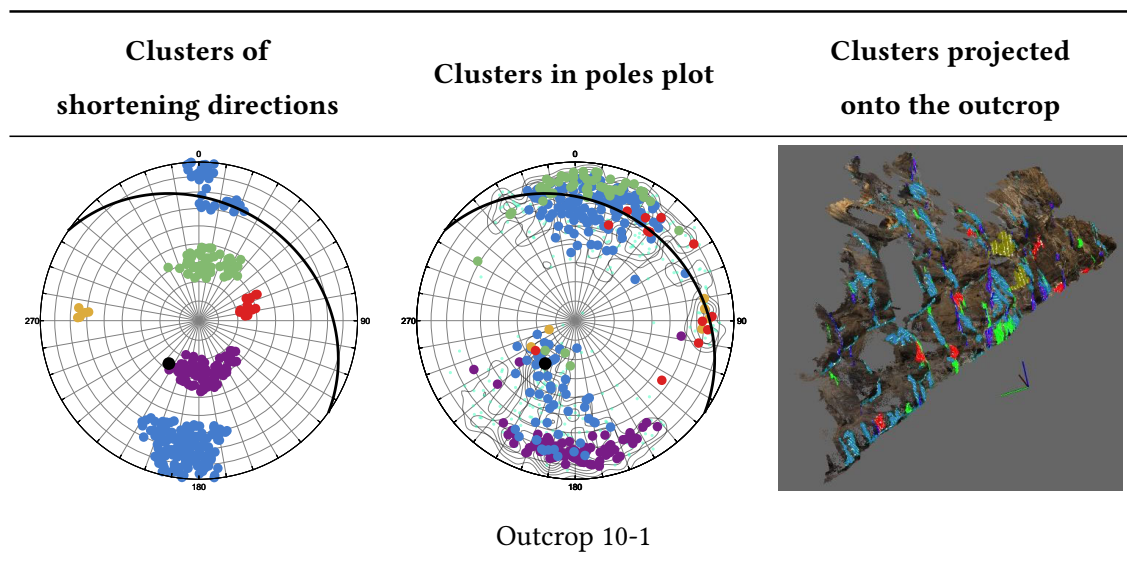 Clusters of
shortening directions
Clusters in poles plot
Clusters projected
onto the outcrop
0
270
90
180
0
270
90
180
Outcrop 10-1